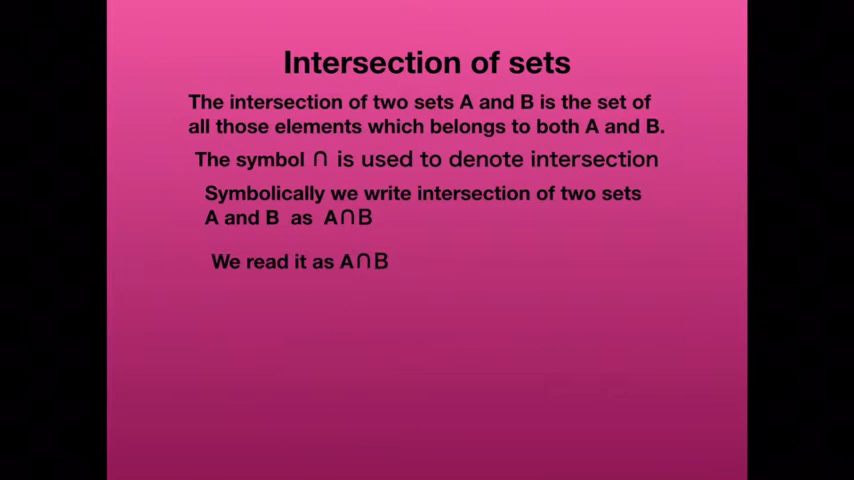 Intersection of sets
The intersection of two sets A and B is the set of
all those elements which belongs to both A and B.
The symbol ∩ is used to denote intersection
Symbolically we write intersection of two sets
A and B as A∩B
We read it as A∩B